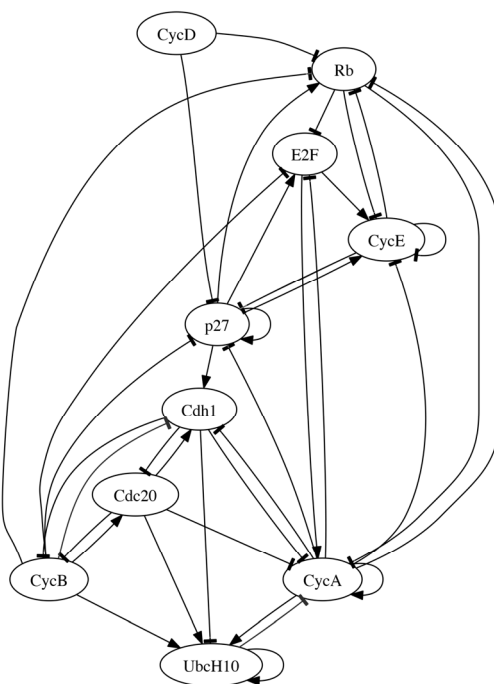 CycD
Rb
E2F
CycE
p27
Cdh1
Cdc20
CycB
CycA
UbcH10